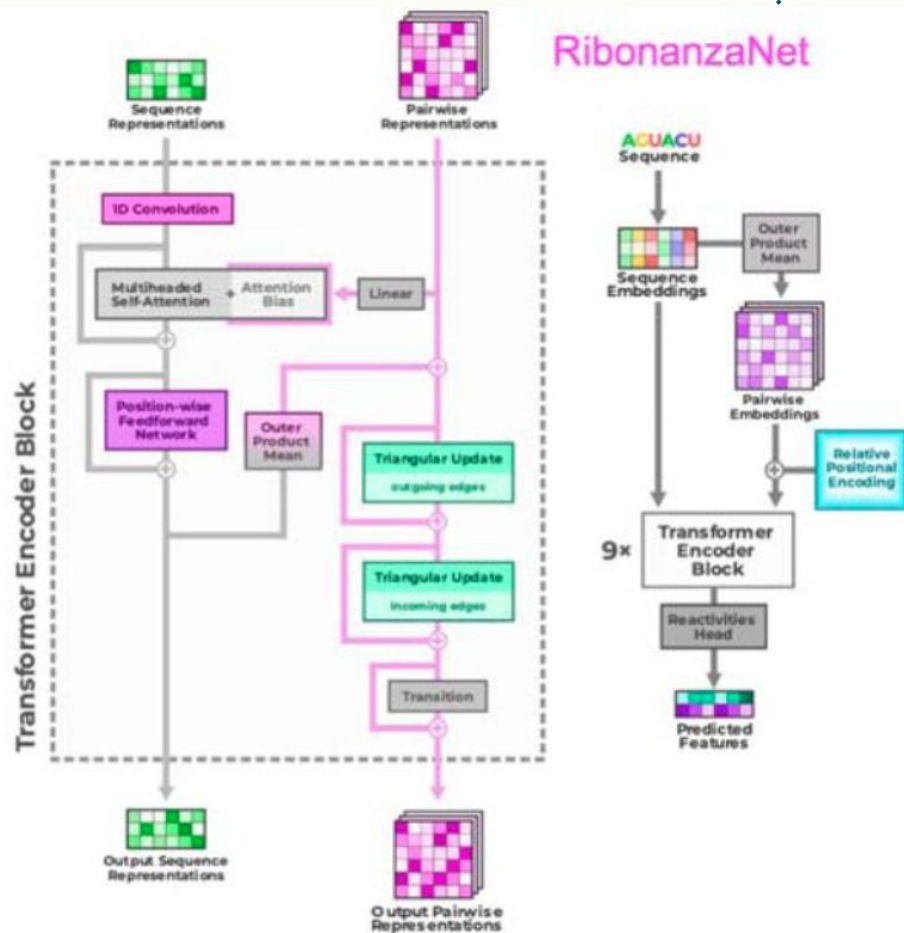 RibonanzaNet
Sequence
Representations
Pairwise
Representations
1D Convolution
Multiheaded
Self-Attention
+
Attention
Bias
Linear
Position-wise
Feedforward
Network
Outer
Product
Mean
Triangular Update
outgoing edges
Triangular Update
incoming edges
Transition
Transformer Encoder Block
Output Sequence
Representations
Output Pairwise
Representations
ACUACU
Sequence
Sequence
Embeddings
Outer
Product
Mean
Pairwise
Embeddings
Relative
Positional
Encoding
9×
Transformer
Encoder
Block
Reactivities
Head
Predicted
Features